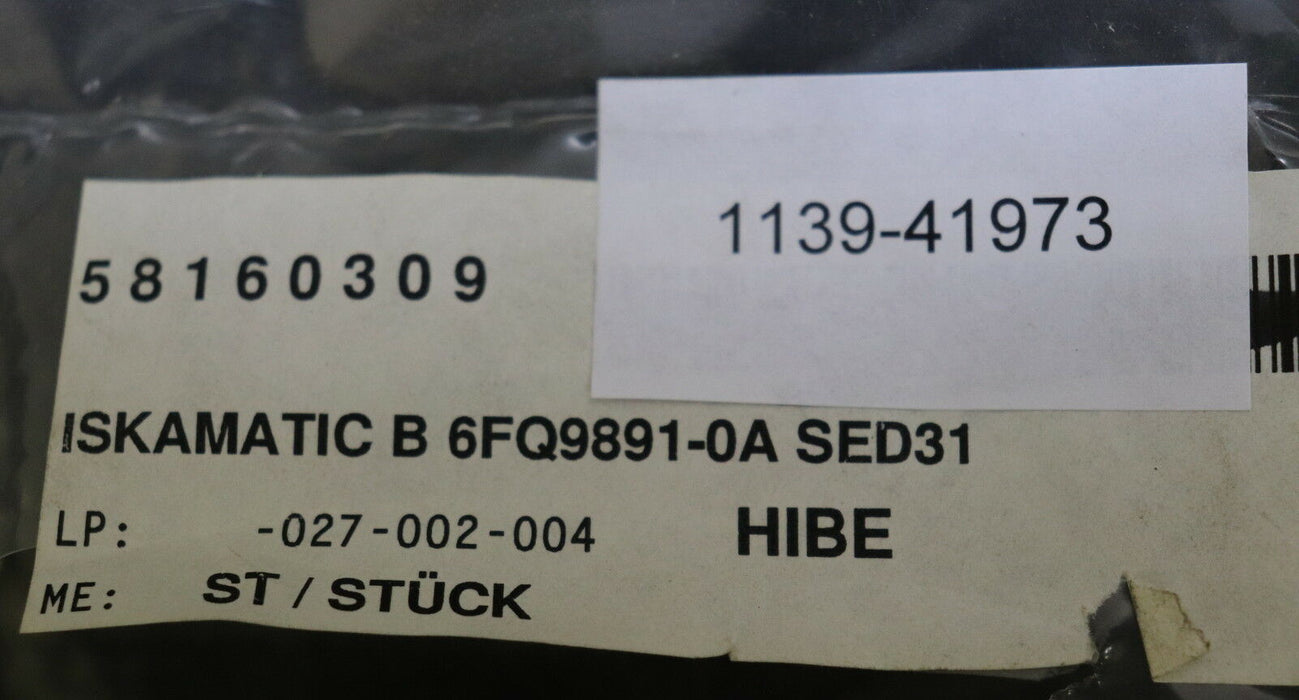 1139-41973
58160309
ISKAMATIC B 6FQ9891-0A SED31
LP: -027-002-004 HIBE
ME: ST / STÜCK